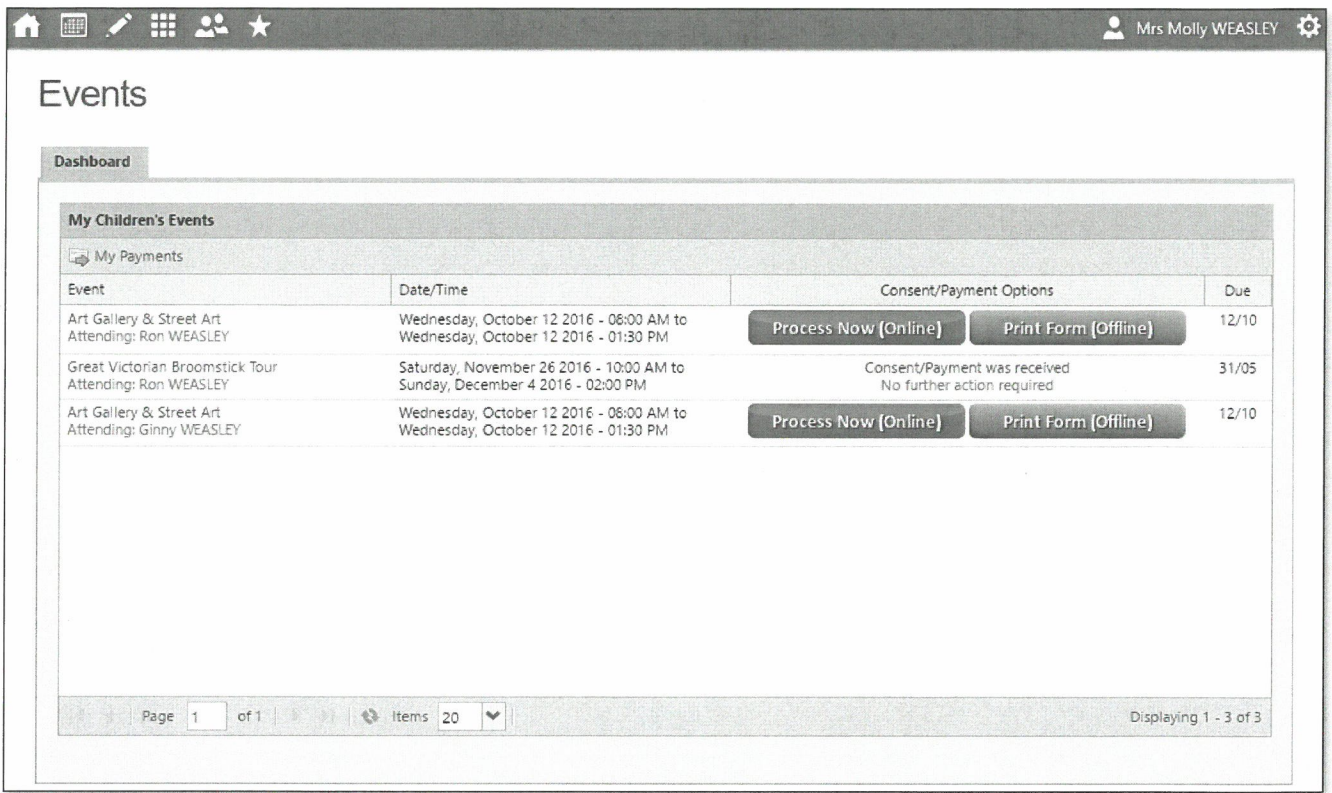 Mrs Molly WEASLEY
Events
Dashboard
My Children's Events
My Payments
Event Date/Time Consent/Payment Options Due
Art Gallery & Street Art Wednesday, October 12 2016 - 08:00 AM to Process Now (Online) Print Form (Offline) 12/10
Attending: Ron WEASLEY Wednesday, October 12 2016 - 01:30 PM
Great Victorian Broomstick Tour Saturday, November 26 2016 - 10:00 AM to Consent/Payment was received 31/05
Attending: Ron WEASLEY Sunday, December 4 2016 - 02:00 PM No further action required
Art Gallery & Street Art Wednesday, October 12 2016 - 08:00 AM to Process Now (Online) Print Form (Offline) 12/10
Attending: Ginny WEASLEY Wednesday, October 12 2016 - 01:30 PM
Page 1 of 1 Items 20 Displaying 1 - 3 of 3